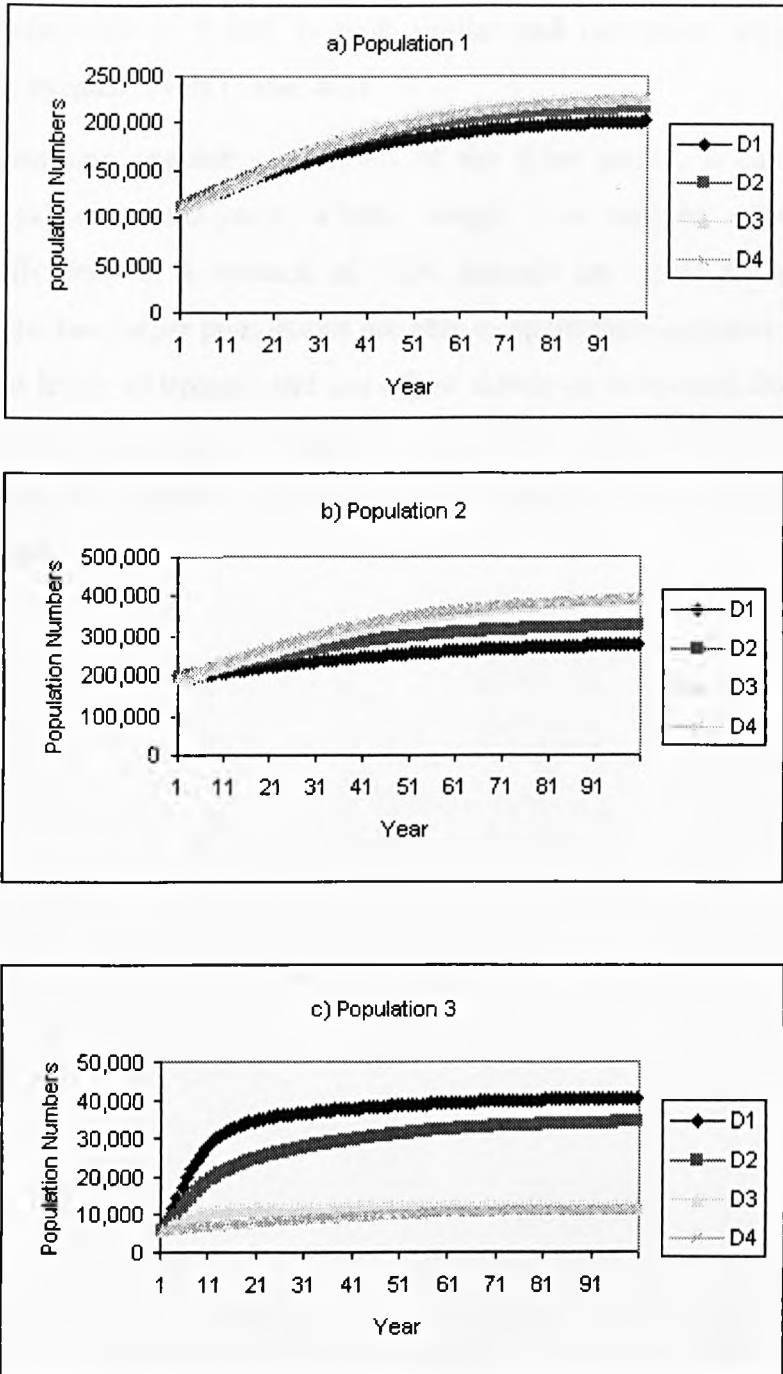 a) Population 1
population Numbers
250,000
200,000
150,000
100,000
50,000
0
1 11 21 31 41 51 61 71 81 91
Year
D1
D2
D3
D4
b) Population 2
Population Numbers
500,000
400,000
300,000
200,000
100,000
0
1 11 21 31 41 51 61 71 81 91
Year
D1
D2
D3
D4
c) Population 3
Population Numbers
50,000
40,000
30,000
20,000
10,000
0
1 11 21 31 41 51 61 71 81 91
Year
D1
D2
D3
D4